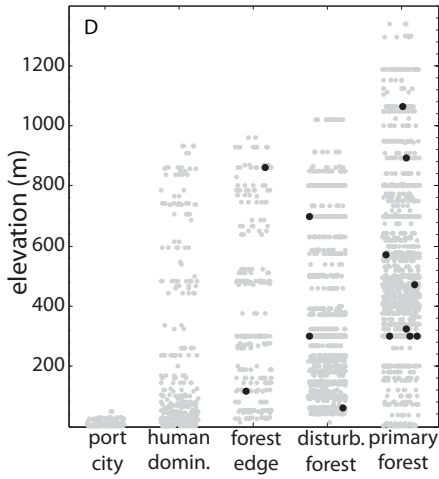 D
elevation (m)
1200
1000
800
600
400
200
port city
human domin.
forest edge
disturb. forest
primary forest